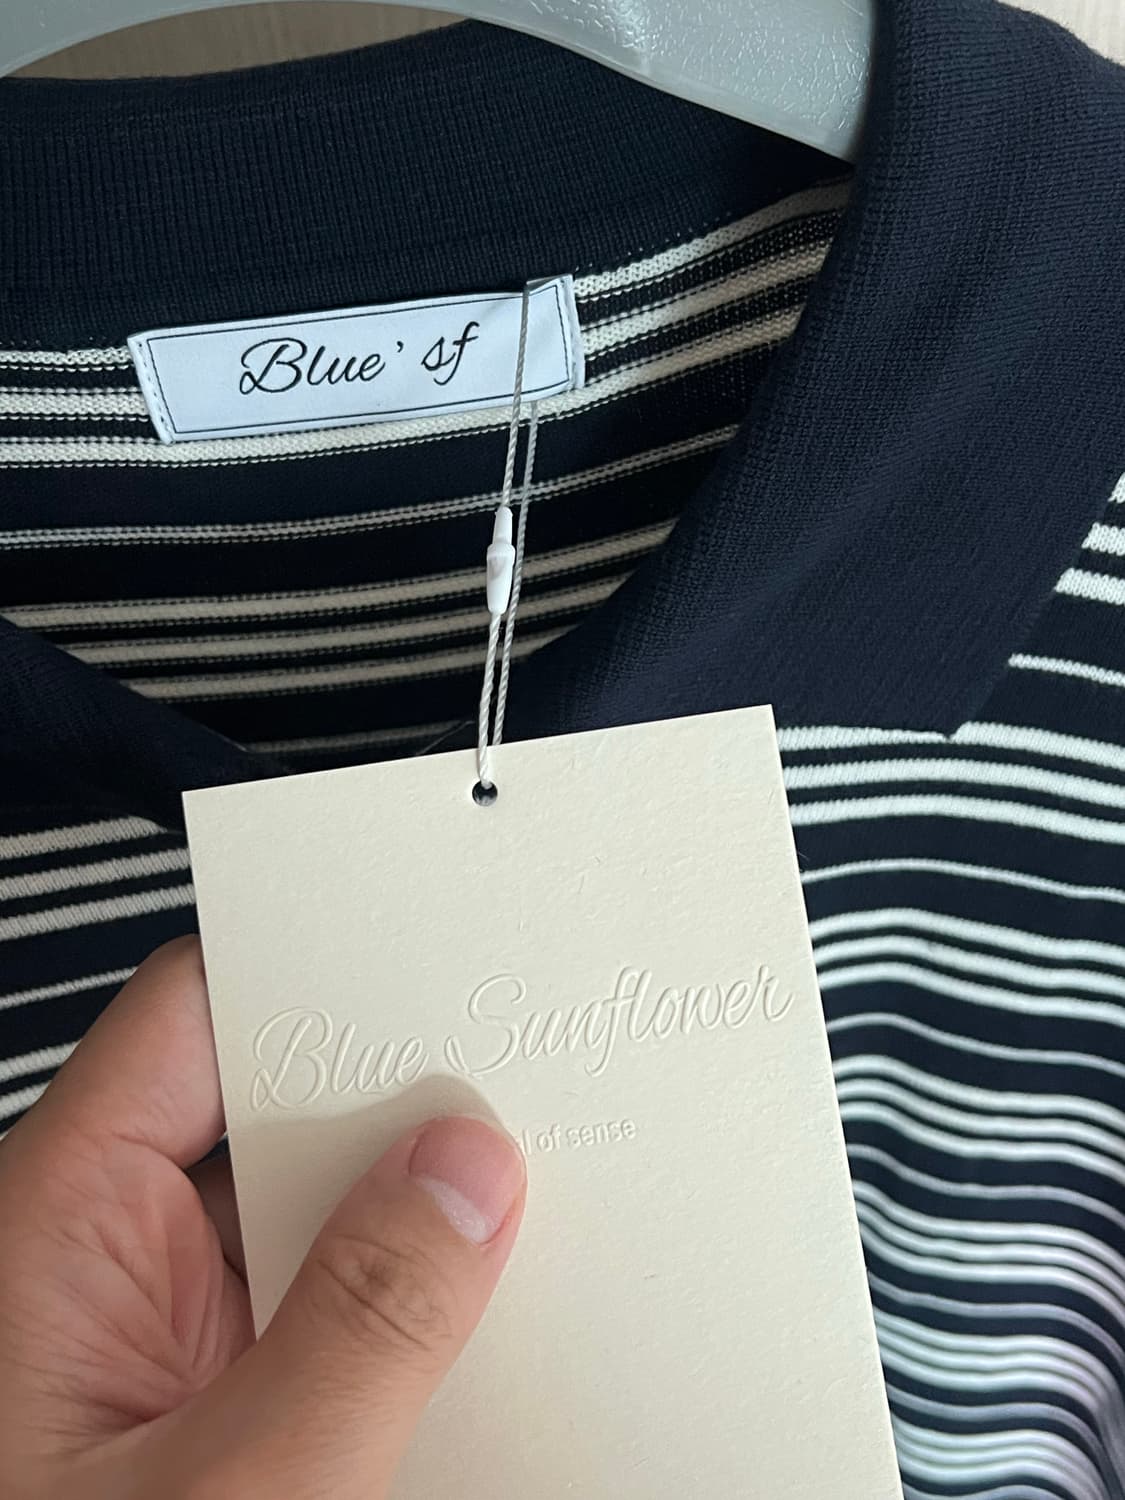 Blue' sf
Blue Sunflower
of sense